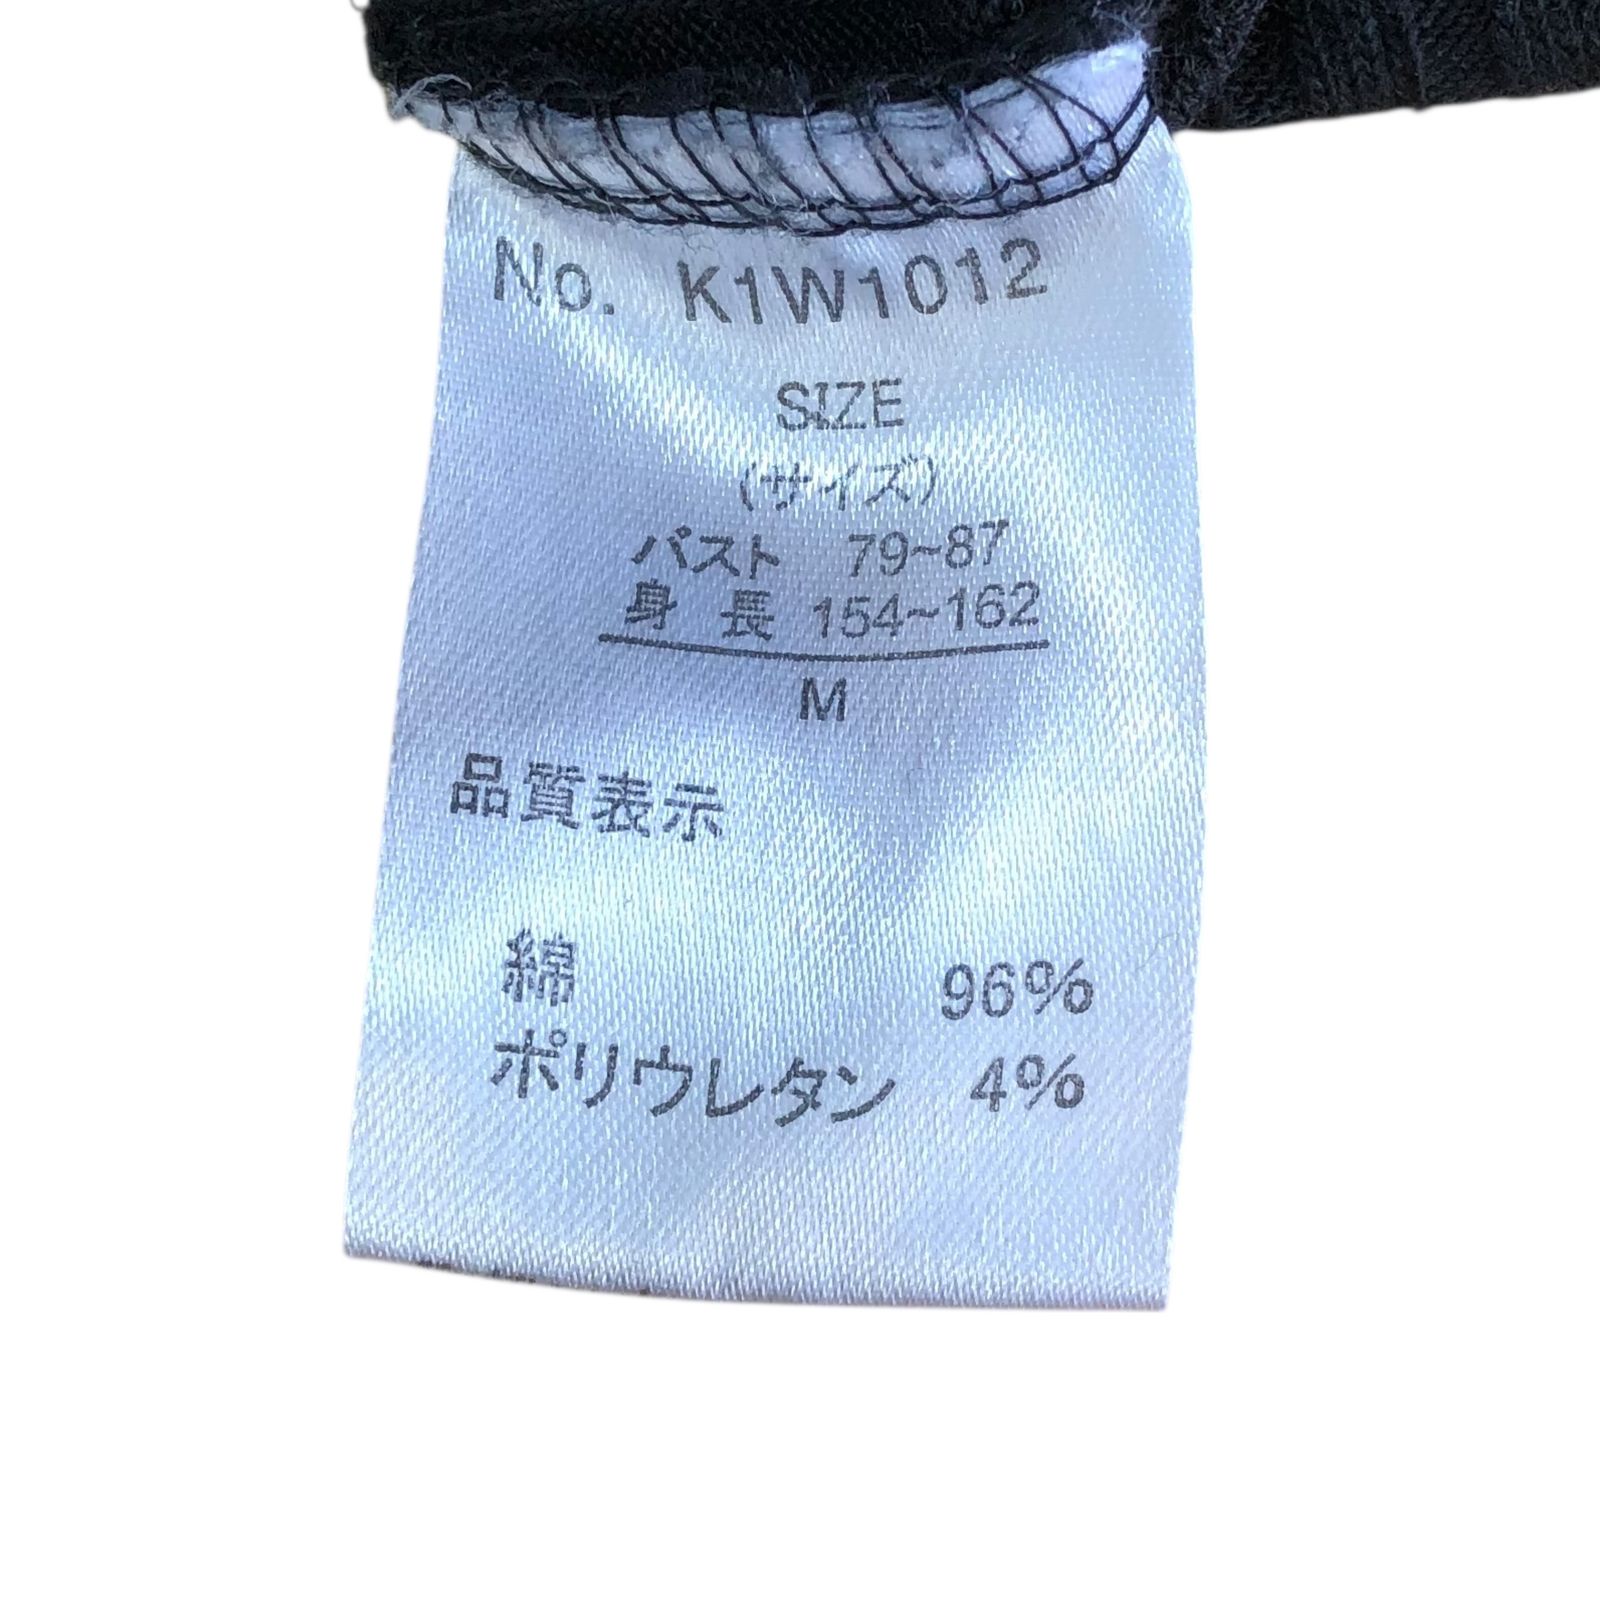 No. K1W1012
SIZE
(サイズ)
バスト 79~87
身 長 154~162
M
品質表示
綿 96%
ポリウレタン 4%